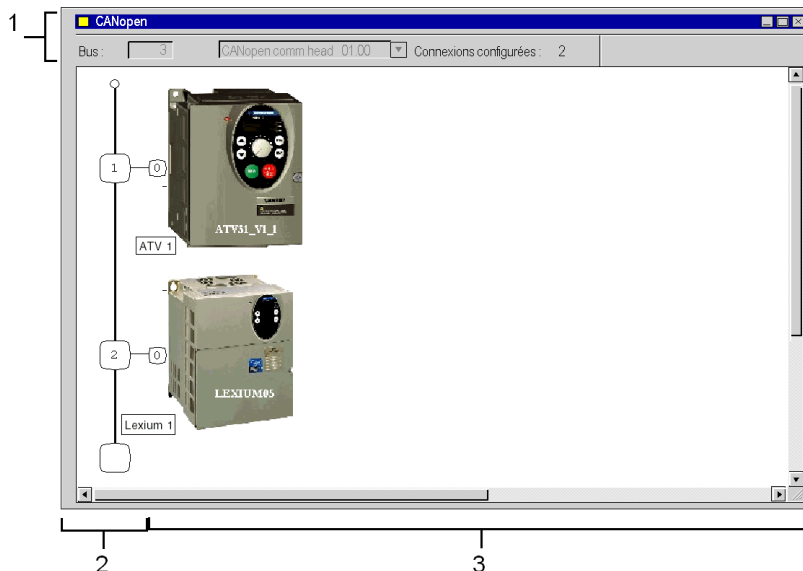 1
CANopen
Bus :
3
CANopen comm head 01.00
Connexions configurées :
2
1
0
ATV31_V1_1
ATV 1
2
0
LEXIUM05
Lexium 1
2
3